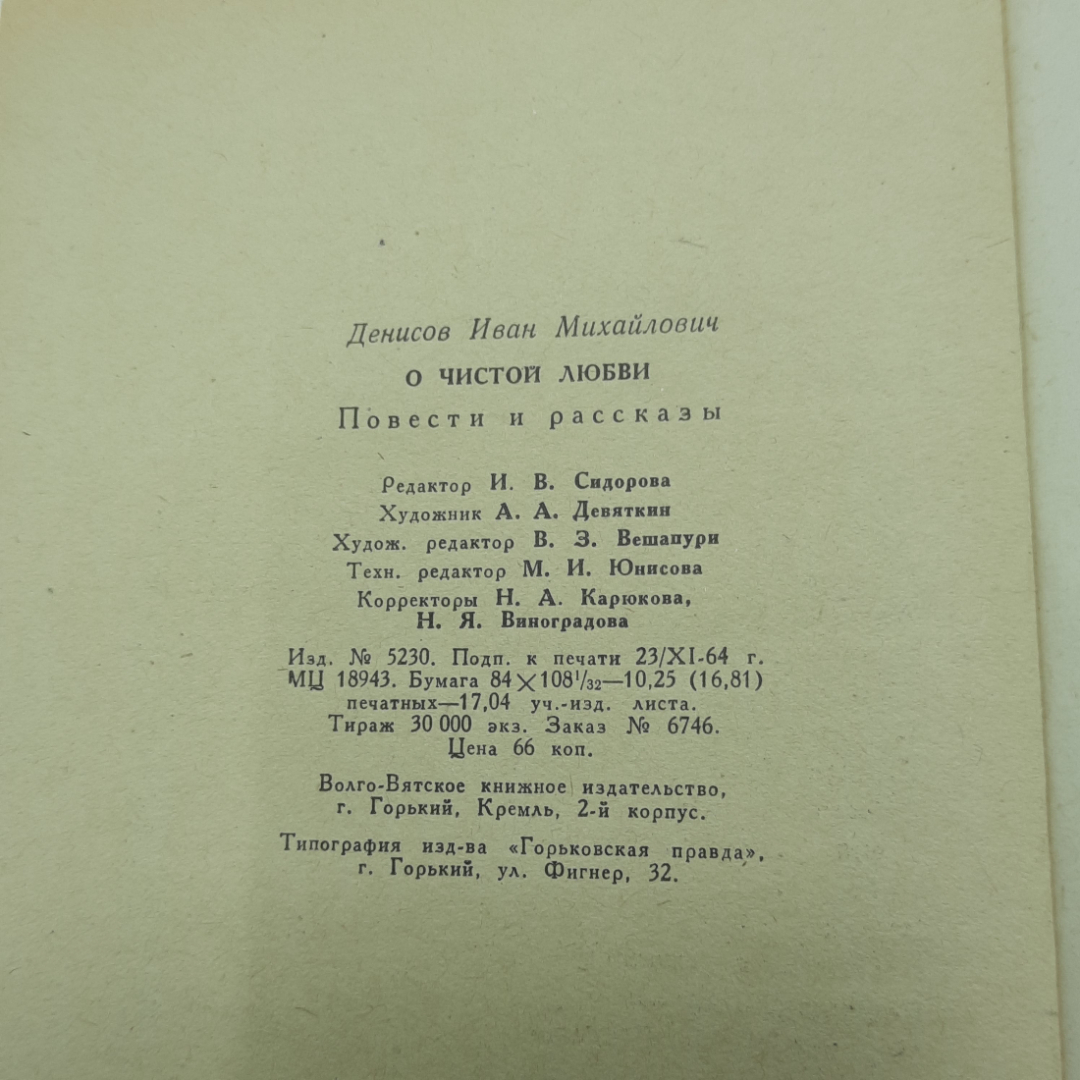 Денисов Иван Михайлович
О ЧИСТОЙ ЛЮБВИ
Повести и рассказы
Редактор И. В. Сидорова
Художник А. А. Девяткин
Худож. редактор В. З. Вешапури
Техн. редактор М. И. Юнисова
Корректоры Н. А. Карюкова,
Н. Я. Виноградова
Изд. № 5230. Подп. к печати 23/XI-64 г.
МЦ 18943. Бумага 84×108¹/₃₂—10,25 (16,81)
печатных—17,04 уч.-изд. листа.
Тираж 30 000 экз. Заказ № 6746.
Цена 66 коп.
Волго-Вятское книжное издательство,
г. Горький, Кремль, 2-й корпус.
Типография изд-ва «Горьковская правда»,
г. Горький, ул. Фигнер, 32.